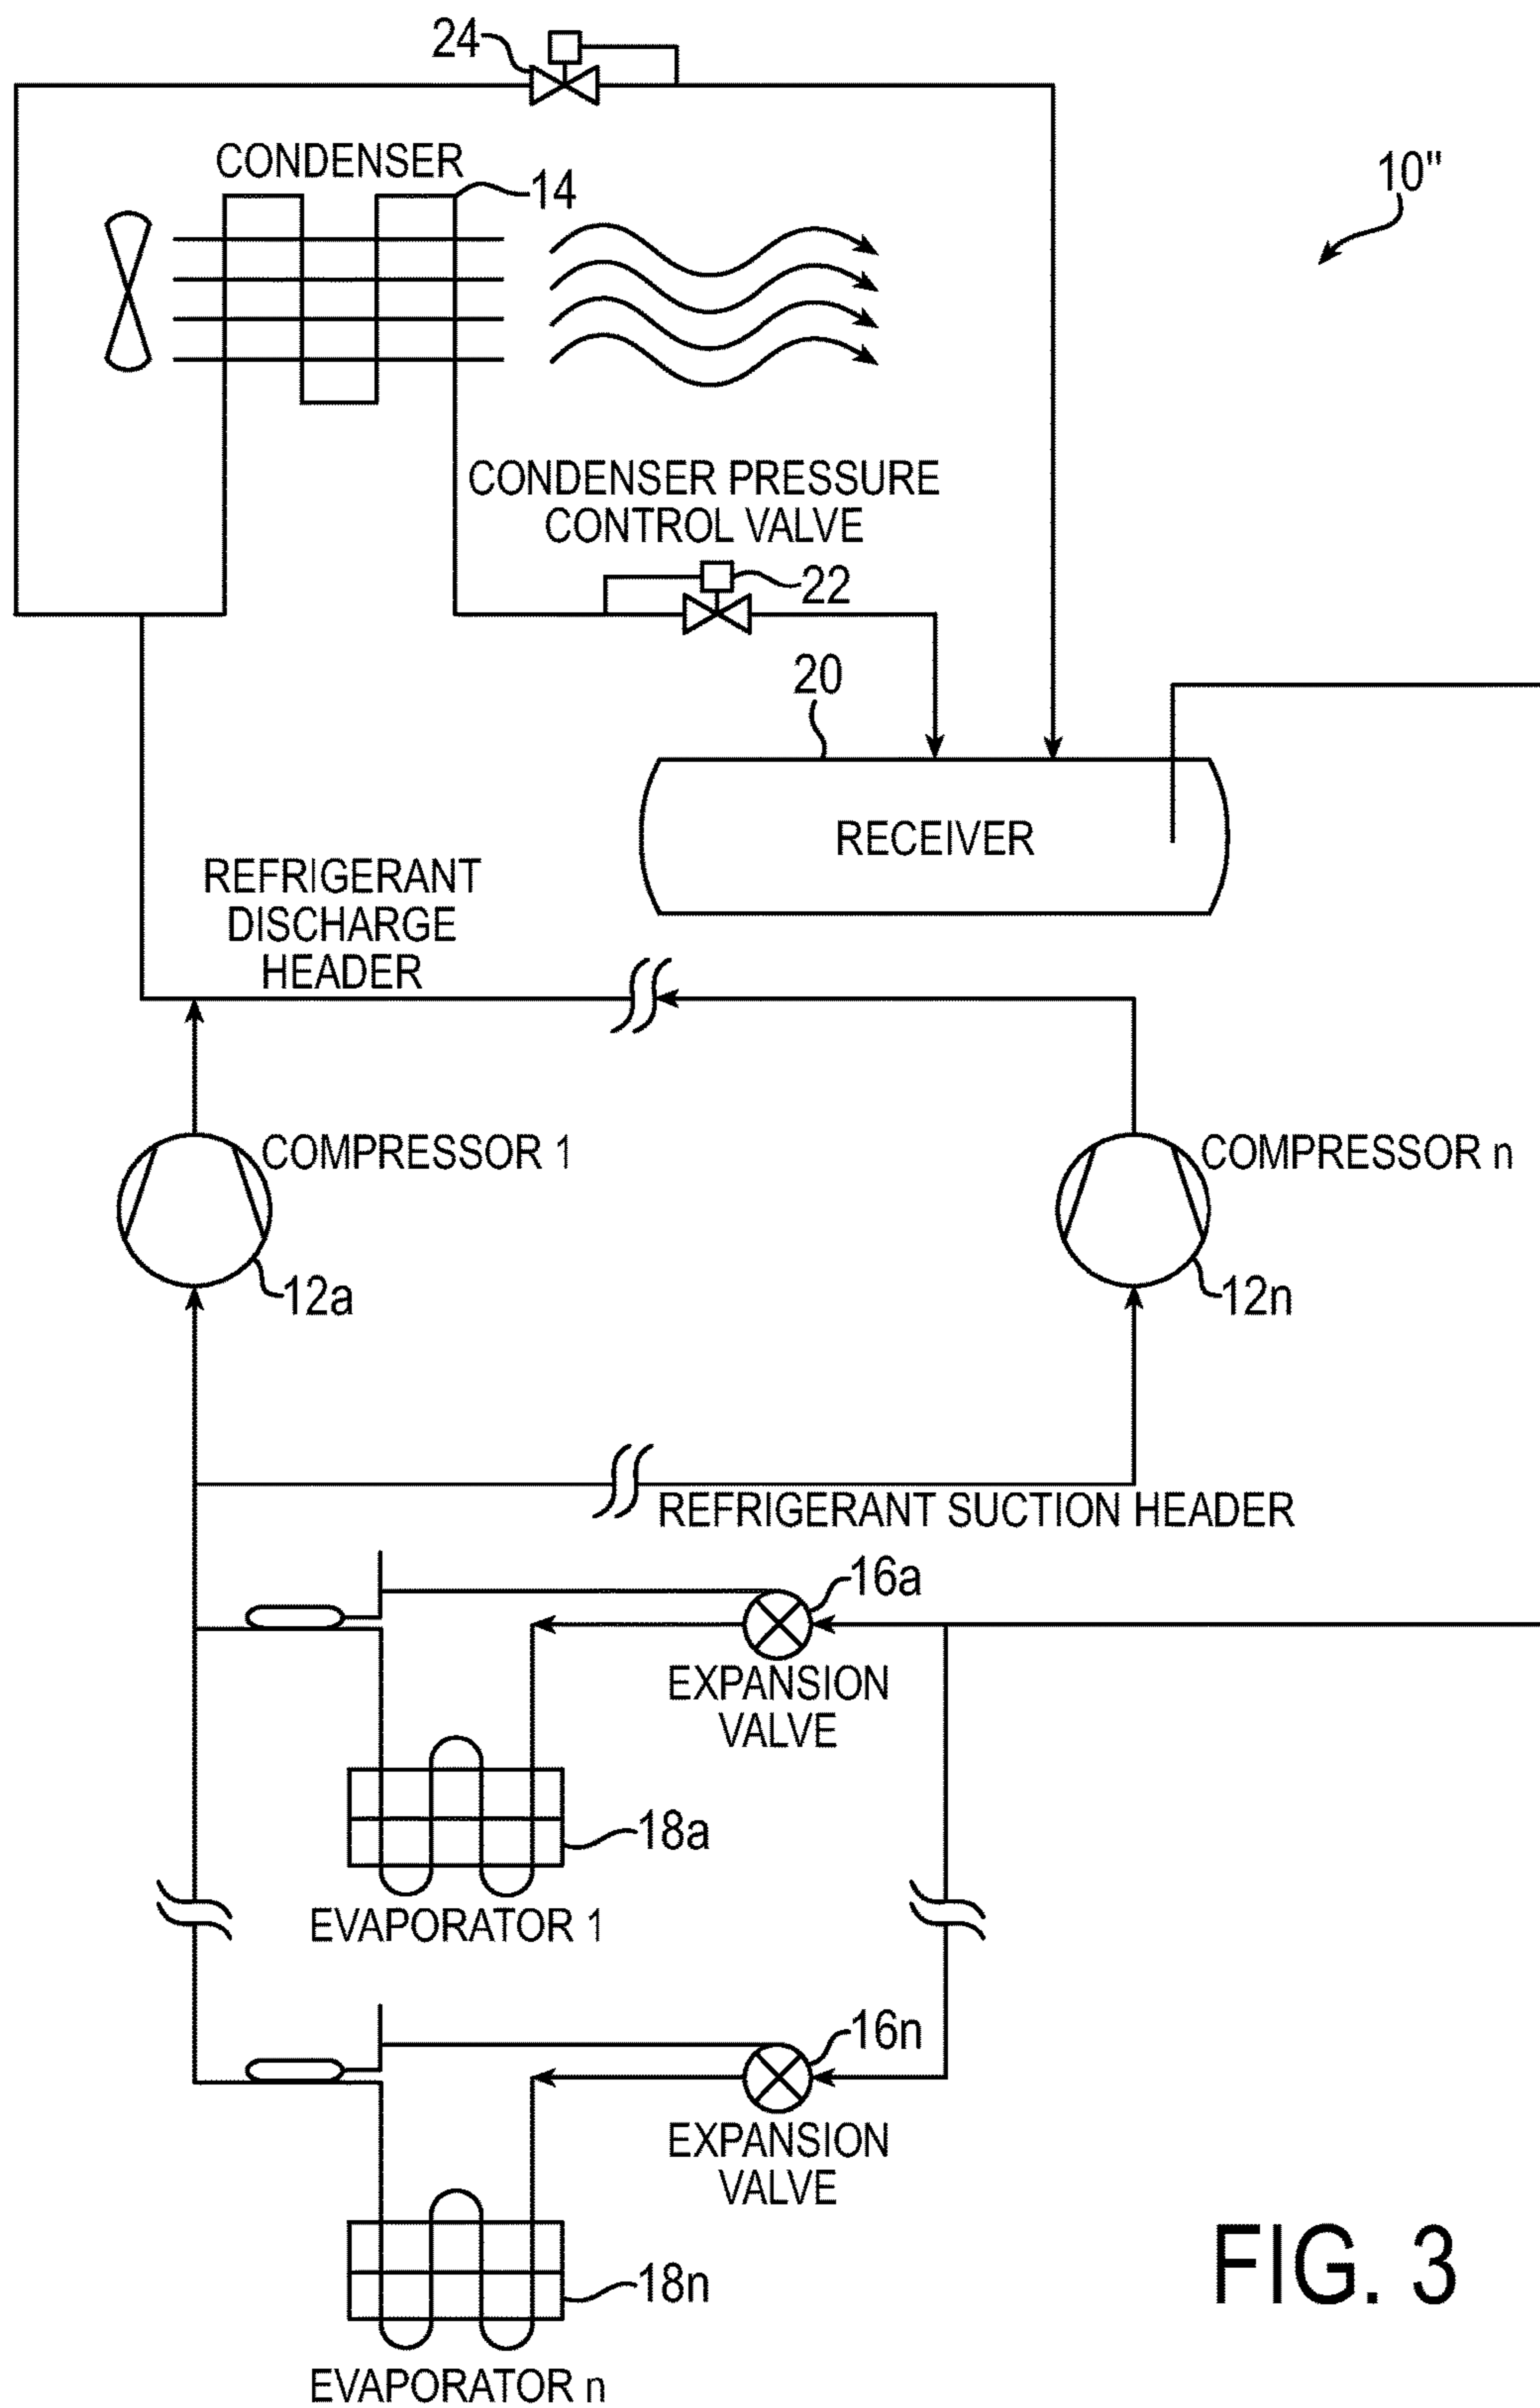 24
CONDENSER
14
10"
CONDENSER PRESSURE
CONTROL VALVE
22
20
RECEIVER
REFRIGERANT
DISCHARGE
HEADER
COMPRESSOR 1
COMPRESSOR n
12a
12n
REFRIGERANT SUCTION HEADER
16a
EXPANSION
VALVE
18a
EVAPORATOR 1
16n
EXPANSION
VALVE
18n
EVAPORATOR n
FIG. 3